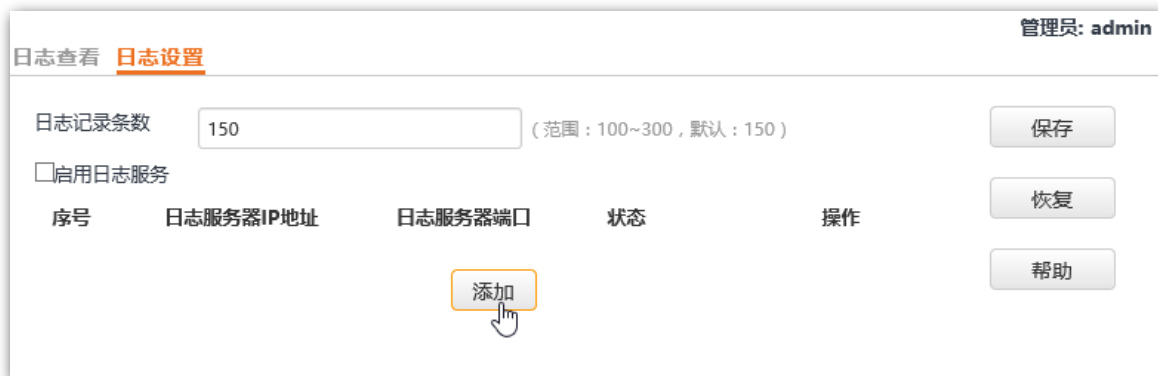 管理员: admin
日志查看 日志设置
日志记录条数 150 (范围：100~300，默认：150) 保存
启用日志服务
恢复
序号 日志服务器IP地址 日志服务器端口 状态 操作
帮助
添加